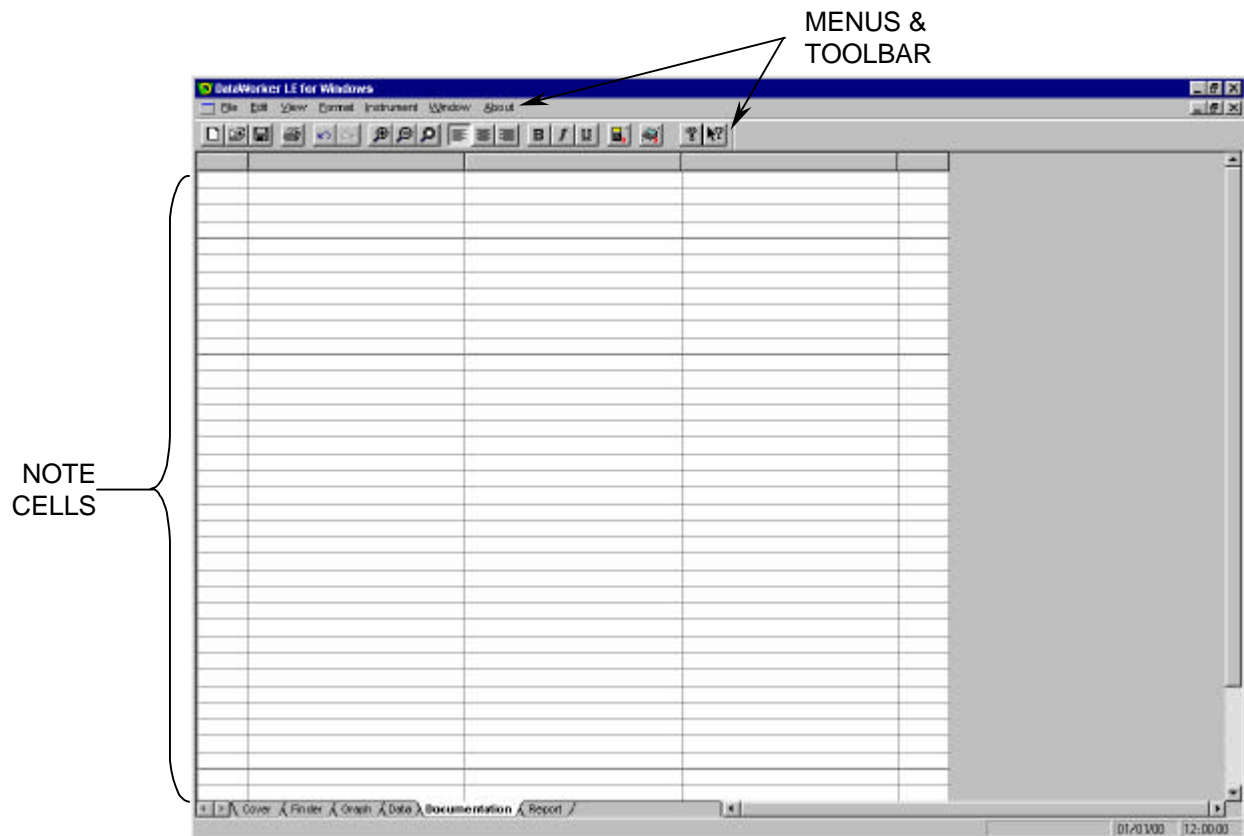 MENUS &
TOOLBAR
DataWorker LE for Windows
File Edit View Format Instrument Window About
B I U ? ?
NOTE
CELLS
Cover Finder Graph Data Documentation Report
01/01/00 12:00:00